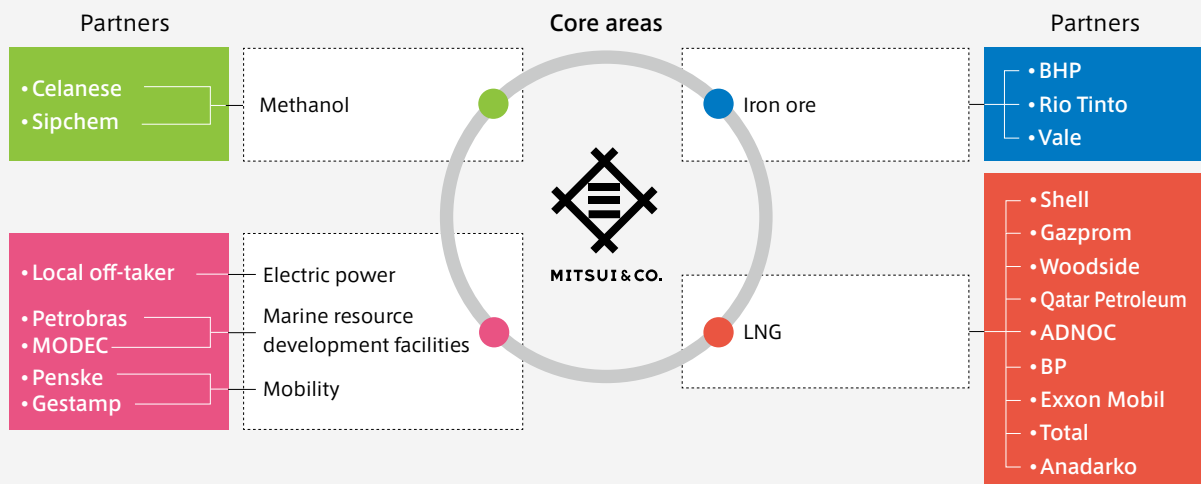 Partners
Core areas
Partners
• Celanese
• Sipchem
Methanol
Iron ore
• BHP
• Rio Tinto
• Vale
MITSUI & CO.
• Local off-taker
• Petrobras
• MODEC
• Penske
• Gestamp
Electric power
Marine resource
development facilities
Mobility
LNG
• Shell
• Gazprom
• Woodside
• Qatar Petroleum
• ADNOC
• BP
• Exxon Mobil
• Total
• Anadarko